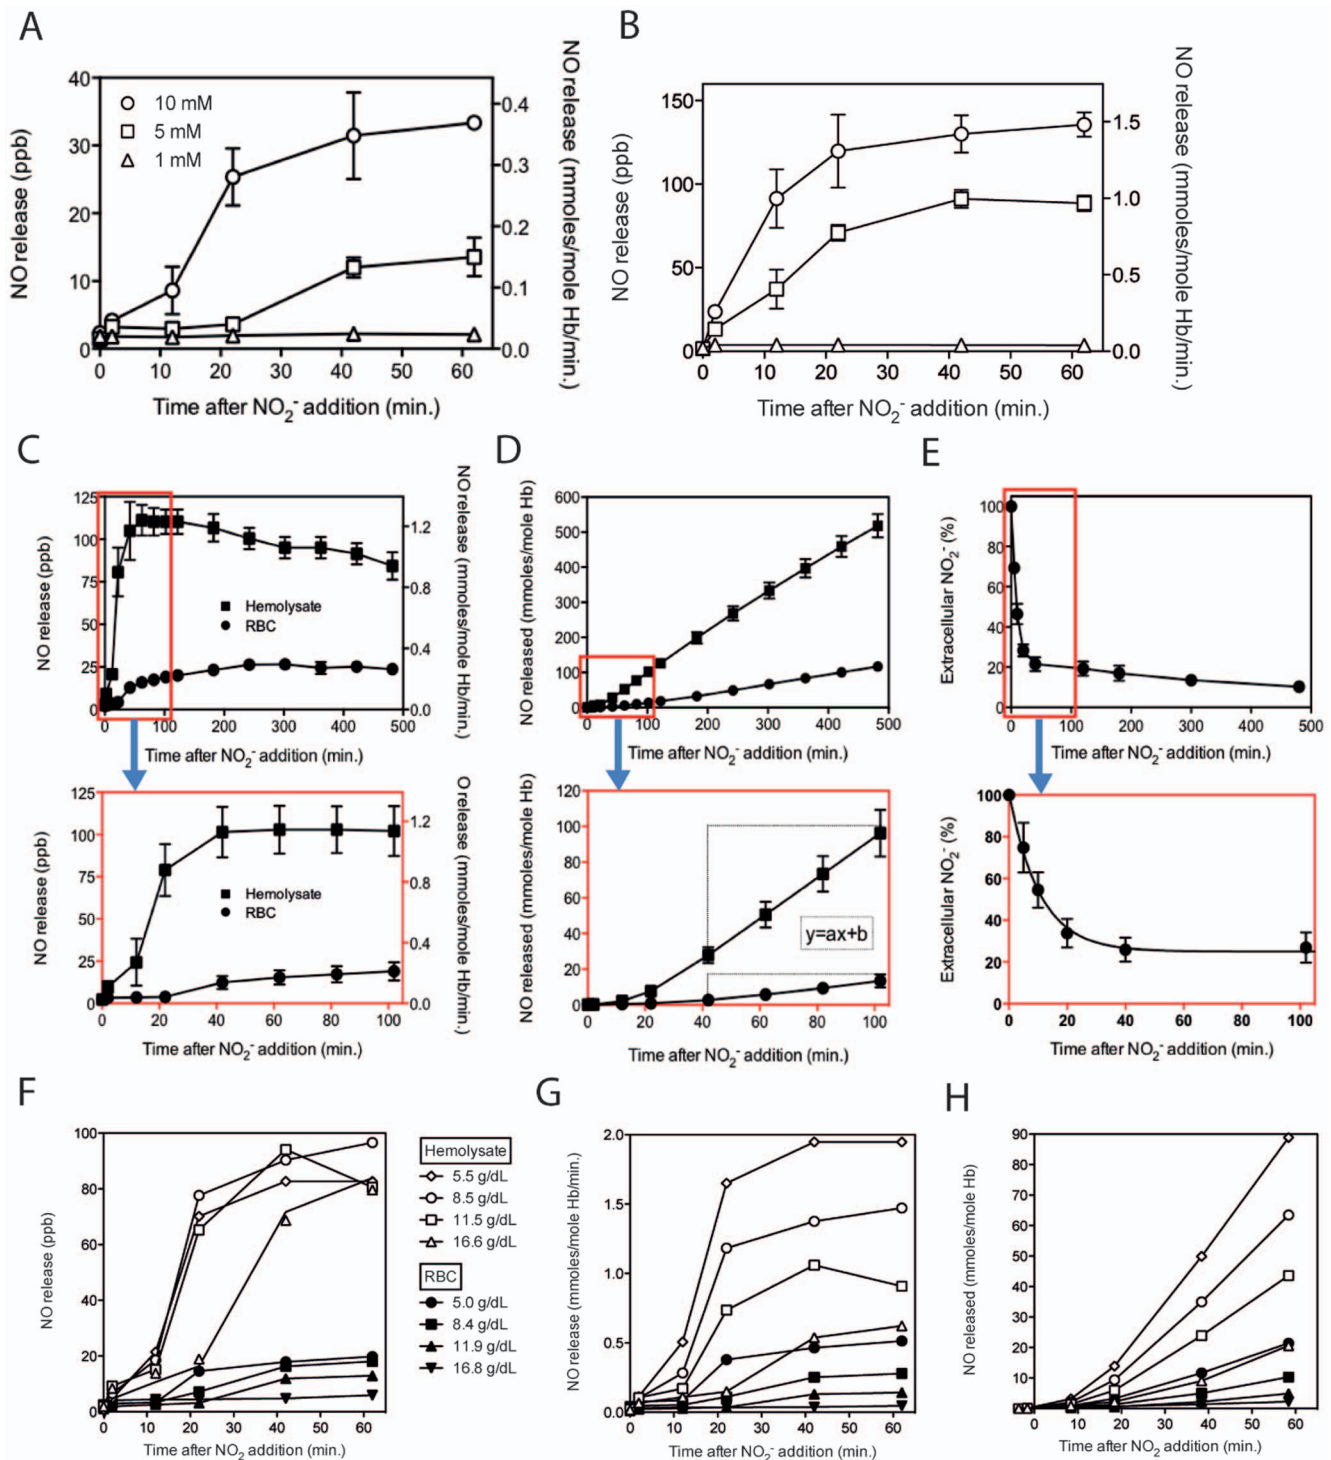 A
NO release (ppb)
40
30
20
10
0
10 mM
5 mM
1 mM
0.4
0.3
0.2
0.1
0.0
NO release (mmoles/mole Hb/min.)
0 10 20 30 40 50 60
Time after NO₂⁻ addition (min.)
B
NO release (ppb)
150
100
50
0
1.5
1.0
0.5
0.0
NO release (mmoles/mole Hb/min.)
0 10 20 30 40 50 60
Time after NO₂⁻ addition (min.)
C
NO release (ppb)
125
100
75
50
25
0
Hemolysate
RBC
1.2
0.8
0.4
0.0
NO release (mmoles/mole Hb/min.)
0 100 200 300 400 500
Time after NO₂⁻ addition (min.)
NO release (ppb)
125
100
75
50
25
0
Hemolysate
RBC
1.2
0.8
0.4
0.0
O release (mmoles/mole Hb/min.)
0 20 40 60 80 100
Time after NO₂⁻ addition (min.)
D
NO released (mmoles/mole Hb)
600
500
400
300
200
100
0
0 100 200 300 400 500
Time after NO₂⁻ addition (min.)
NO released (mmoles/mole Hb)
120
100
80
60
40
20
0
y=ax+b
0 20 40 60 80 100
Time after NO₂⁻ addition (min.)
E
Extracellular NO₂⁻ (%)
100
80
60
40
20
0
0 100 200 300 400 500
Time after NO₂⁻ addition (min.)
Extracellular NO₂⁻ (%)
100
80
60
40
20
0
0 20 40 60 80 100
Time after NO₂⁻ addition (min.)
F
NO release (ppb)
100
80
60
40
20
0
0 10 20 30 40 50 60
Time after NO₂ addition (min.)
Hemolysate
5.5 g/dL
8.5 g/dL
11.5 g/dL
16.6 g/dL
RBC
5.0 g/dL
8.4 g/dL
11.9 g/dL
16.8 g/dL
G
NO release (mmoles/mole Hb/min.)
2.0
1.5
1.0
0.5
0.0
0 10 20 30 40 50 60
Time after NO₂⁻ addition (min.)
H
NO released (mmoles/mole Hb)
90
80
70
60
50
40
30
20
10
0 10 20 30 40 50 60
Time after NO₂ addition (min.)